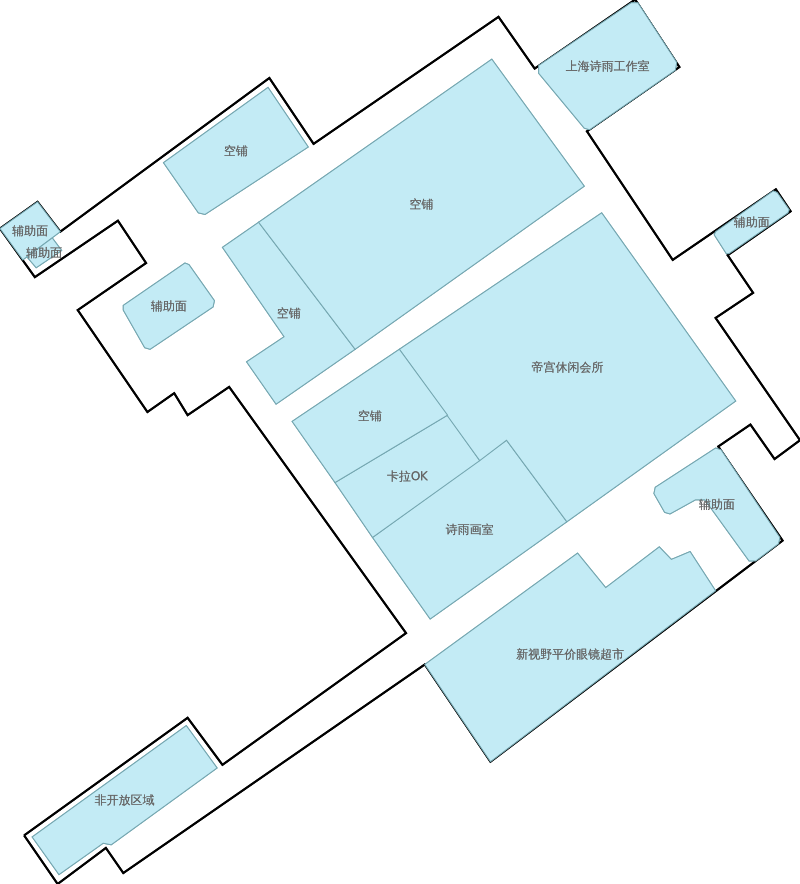 上海诗雨工作室
空铺
空铺
辅助面
辅助面
辅助面
辅助面
空铺
帝宫休闲会所
空铺
卡拉OK
辅助面
诗雨画室
新视野平价眼镜超市
非开放区域